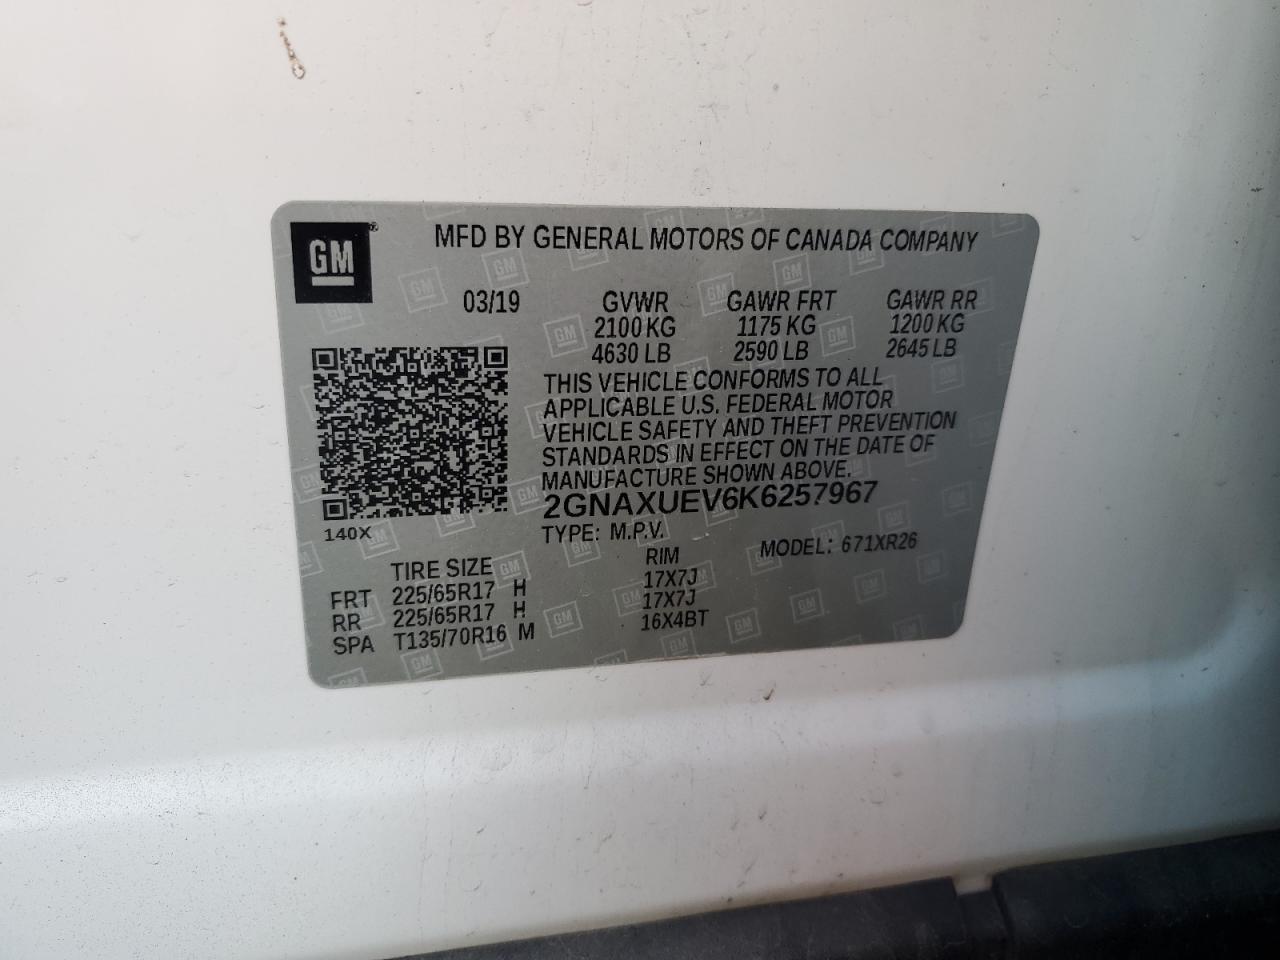 GM®
MFD BY GENERAL MOTORS OF CANADA COMPANY
03/19 GVWR GAWR FRT GAWR RR
2100 KG 1175 KG 1200 KG
4630 LB 2590 LB 2645 LB
THIS VEHICLE CONFORMS TO ALL
APPLICABLE U.S. FEDERAL MOTOR
VEHICLE SAFETY AND THEFT PREVENTION
STANDARDS IN EFFECT ON THE DATE OF
MANUFACTURE SHOWN ABOVE.
2GNAXUEV6K6257967
140X
TYPE: M.P.V. MODEL: 671XR26
TIRE SIZE RIM
FRT 225/65R17 H 17X7J
RR 225/65R17 H 17X7J
SPA T135/70R16 M 16X4BT